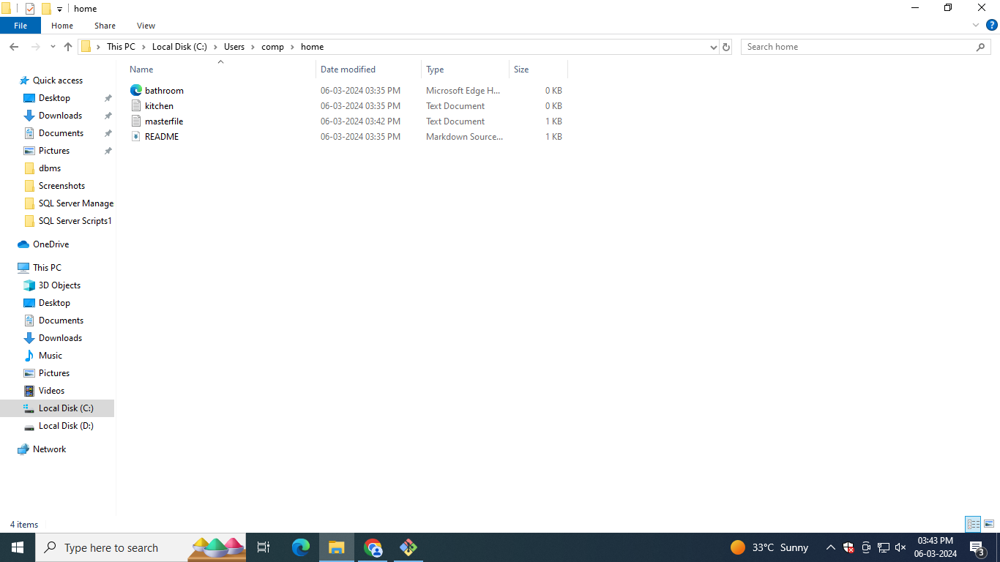 home
File Home Share View
This PC Local Disk (C:) Users comp home
Search home
Name Date modified Type Size
bathroom 06-03-2024 03:35 PM Microsoft Edge H... 0 KB
kitchen 06-03-2024 03:35 PM Text Document 0 KB
masterfile 06-03-2024 03:42 PM Text Document 1 KB
README 06-03-2024 03:35 PM Markdown Source... 1 KB
Quick access
Desktop
Downloads
Documents
Pictures
dbms
Screenshots
SQL Server Manage
SQL Server Scripts1
OneDrive
This PC
3D Objects
Desktop
Documents
Downloads
Music
Pictures
Videos
Local Disk (C:)
Local Disk (D:)
Network
4 items
Type here to search
33°C Sunny
03:43 PM
06-03-2024
3